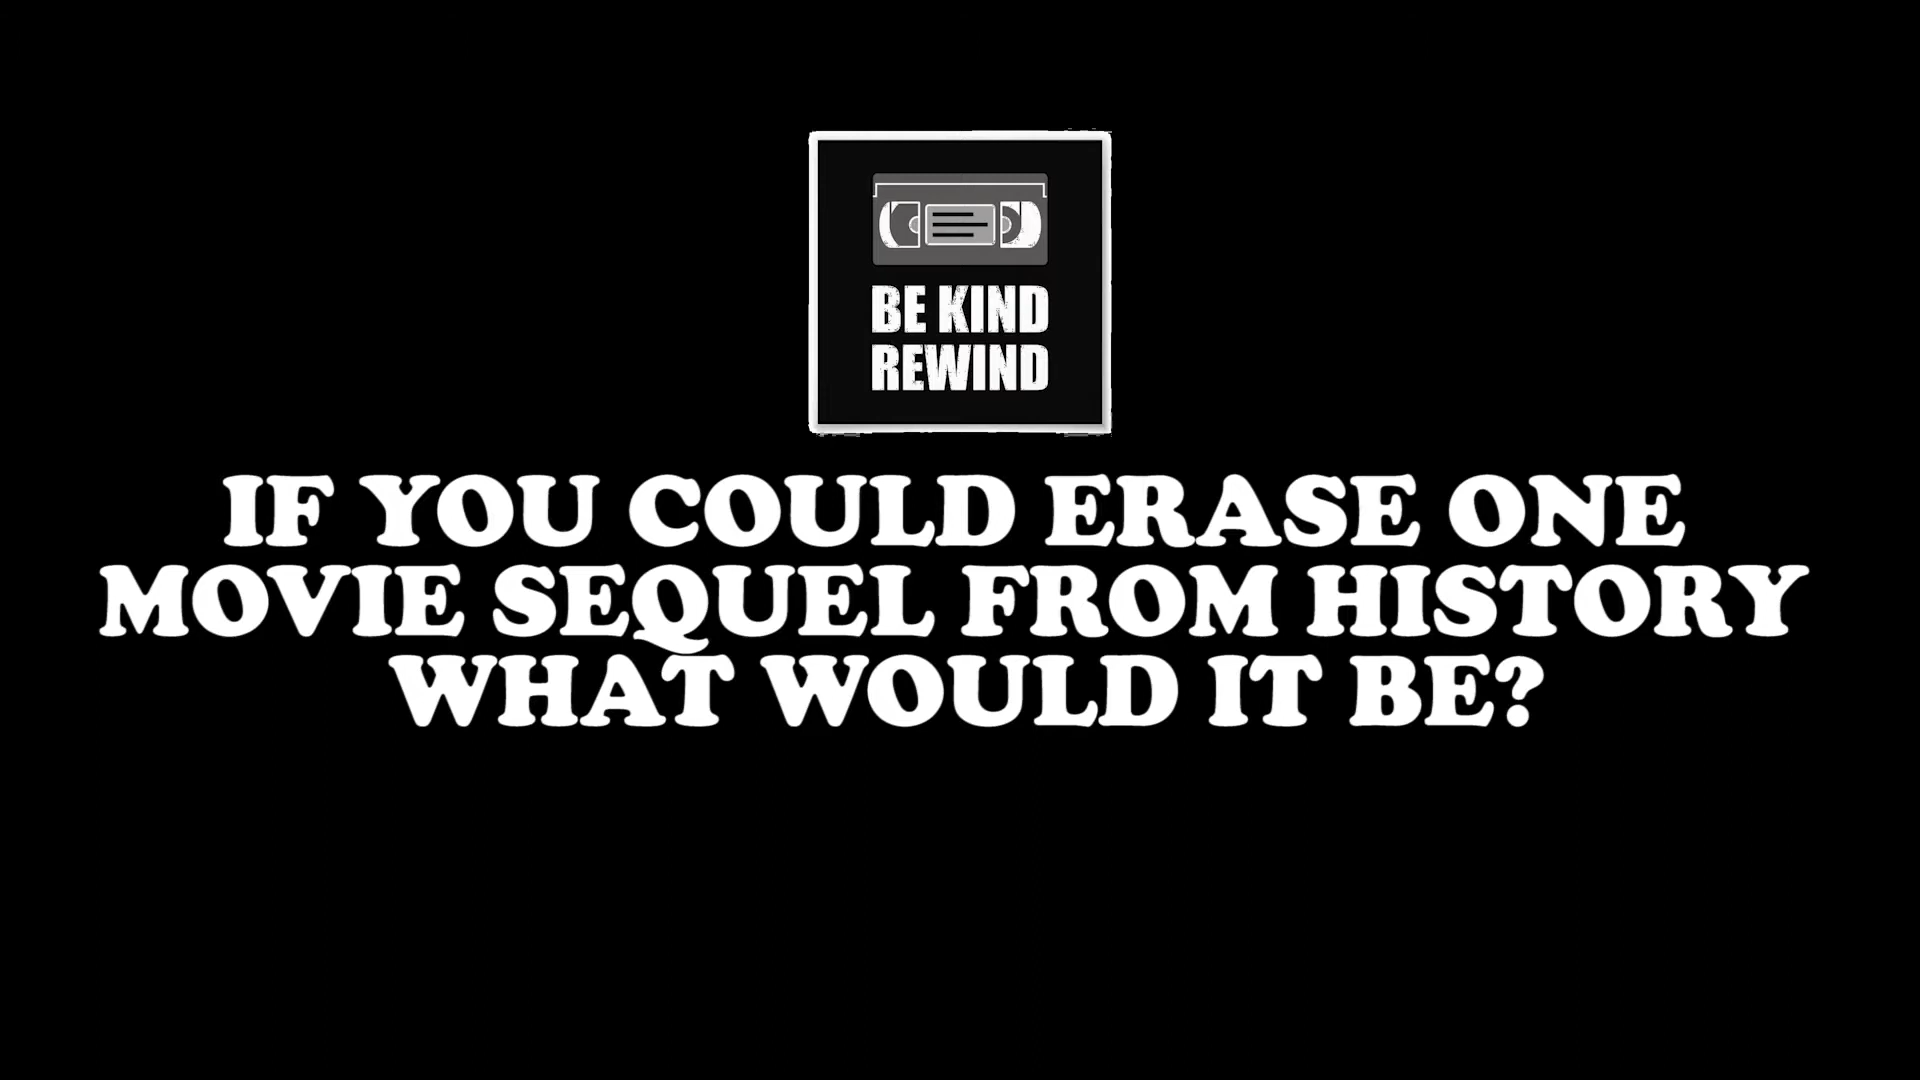 BE KIND
REWIND
IF YOU COULD ERASE ONE
MOVIE SEQUEL FROM HISTORY
WHAT WOULD IT BE?